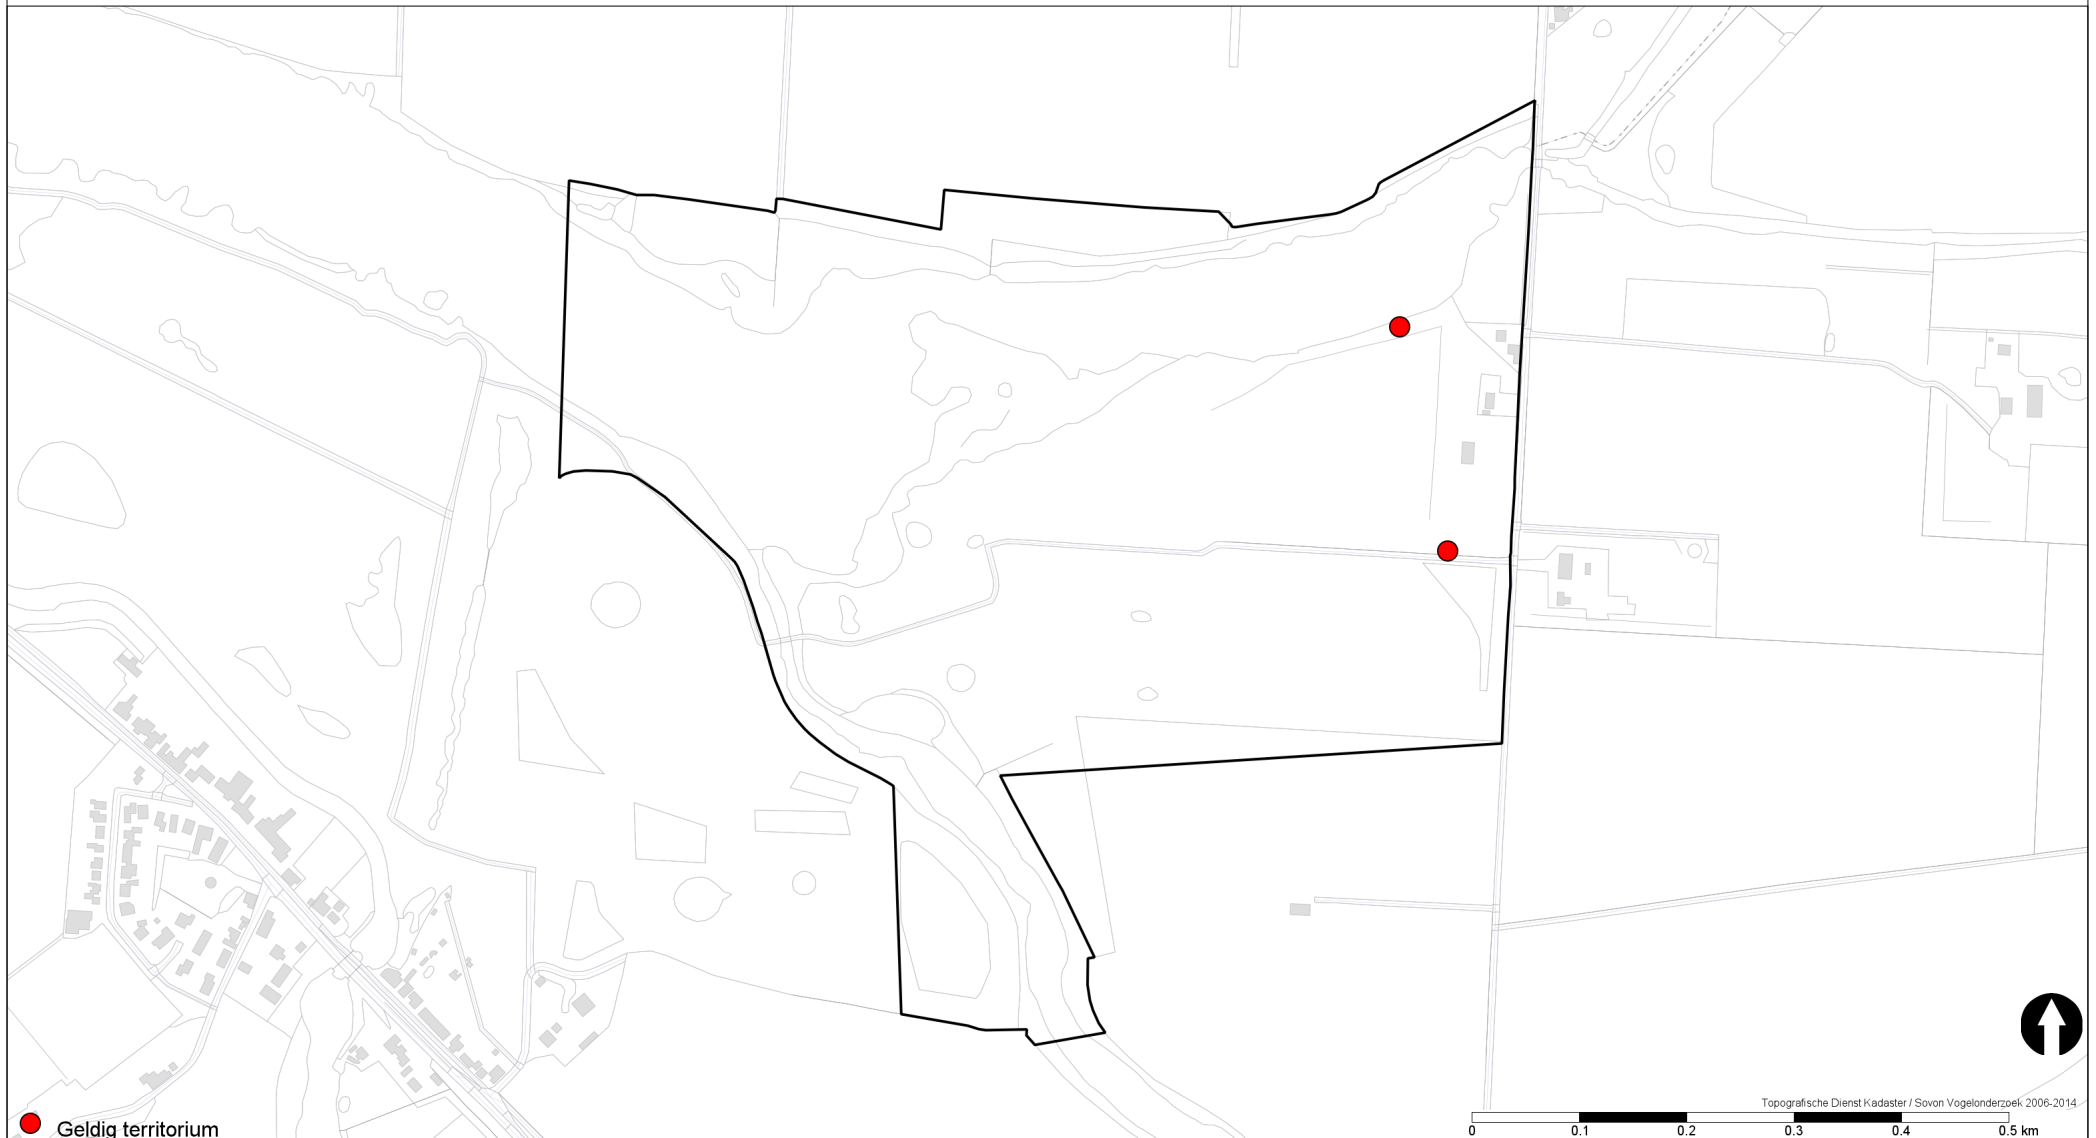 Topografische Dienst Kadaster / Sovon Vogelonderzoek 2006-2014
0 0.1 0.2 0.3 0.4 0.5 km
Geldig territorium